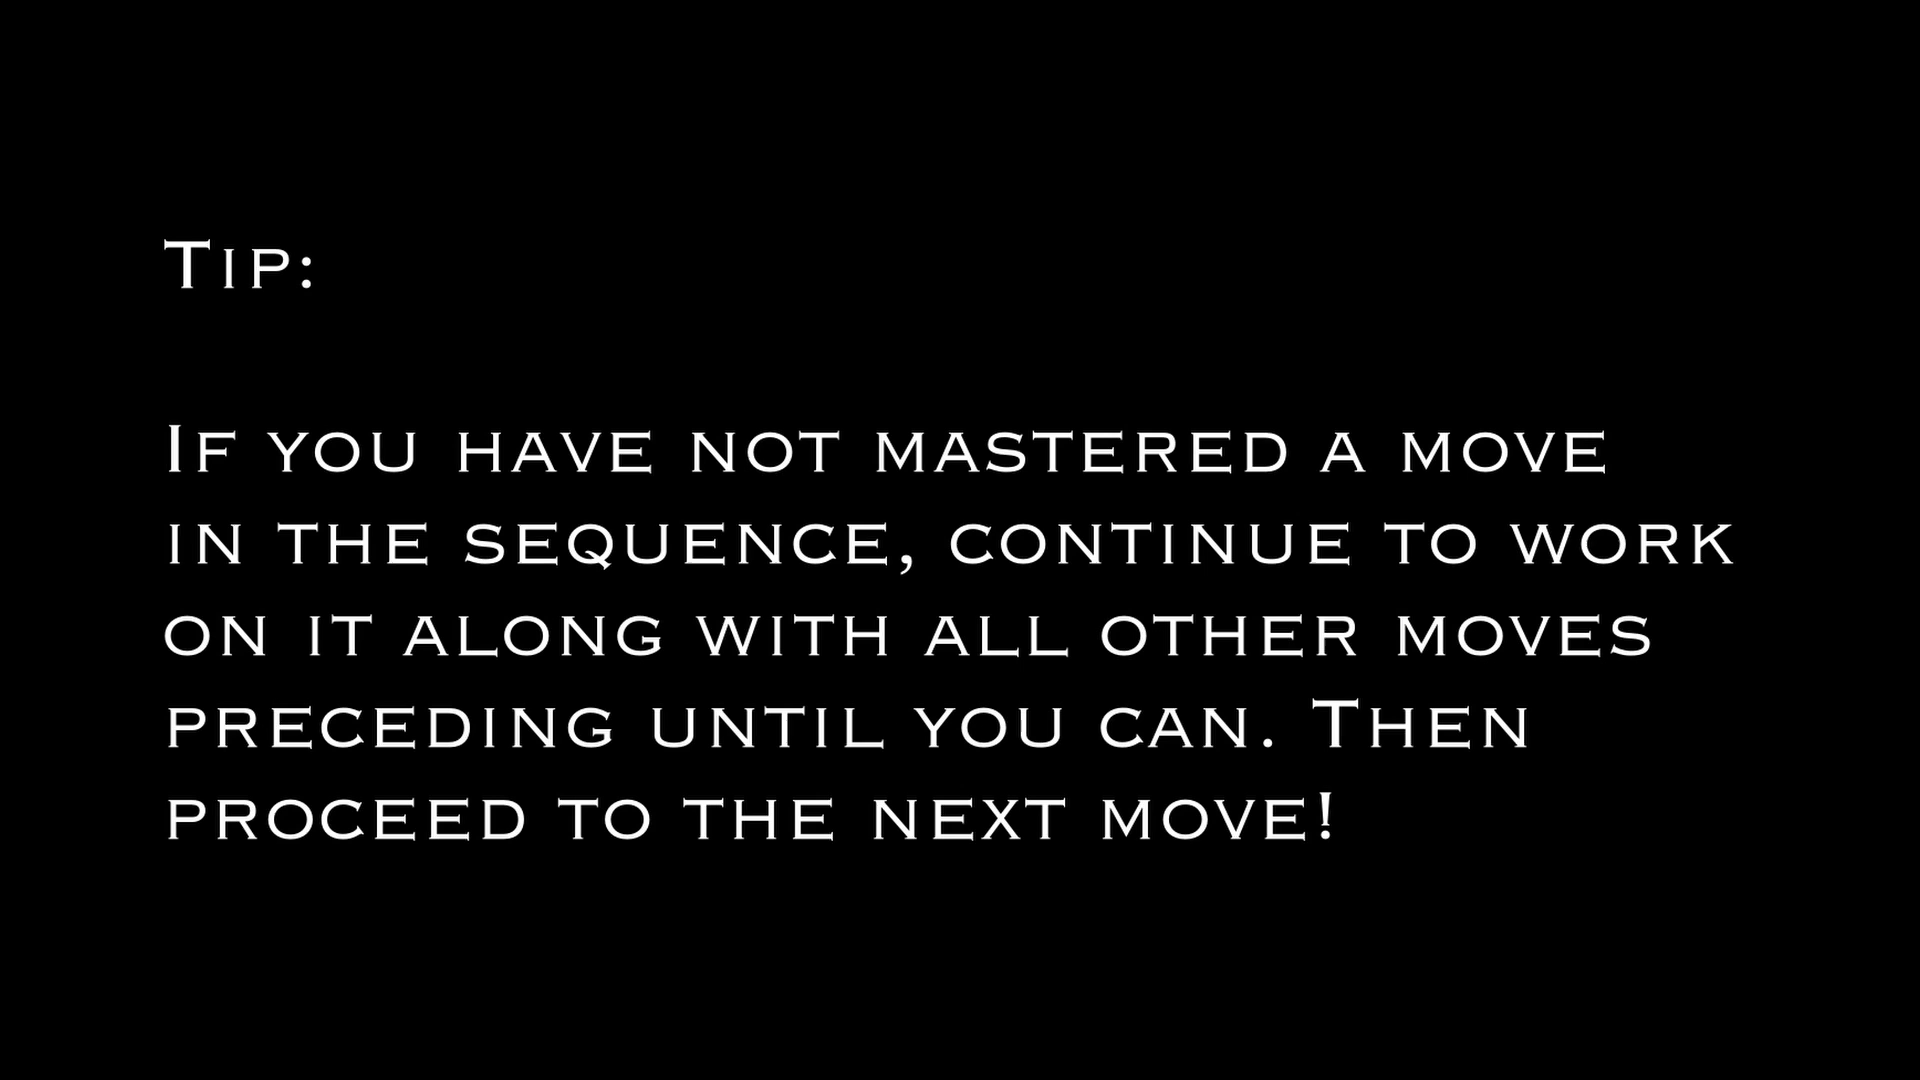 Tip:
If you have not mastered a move
in the sequence, continue to work
on it along with all other moves
preceding until you can. Then
proceed to the next move!